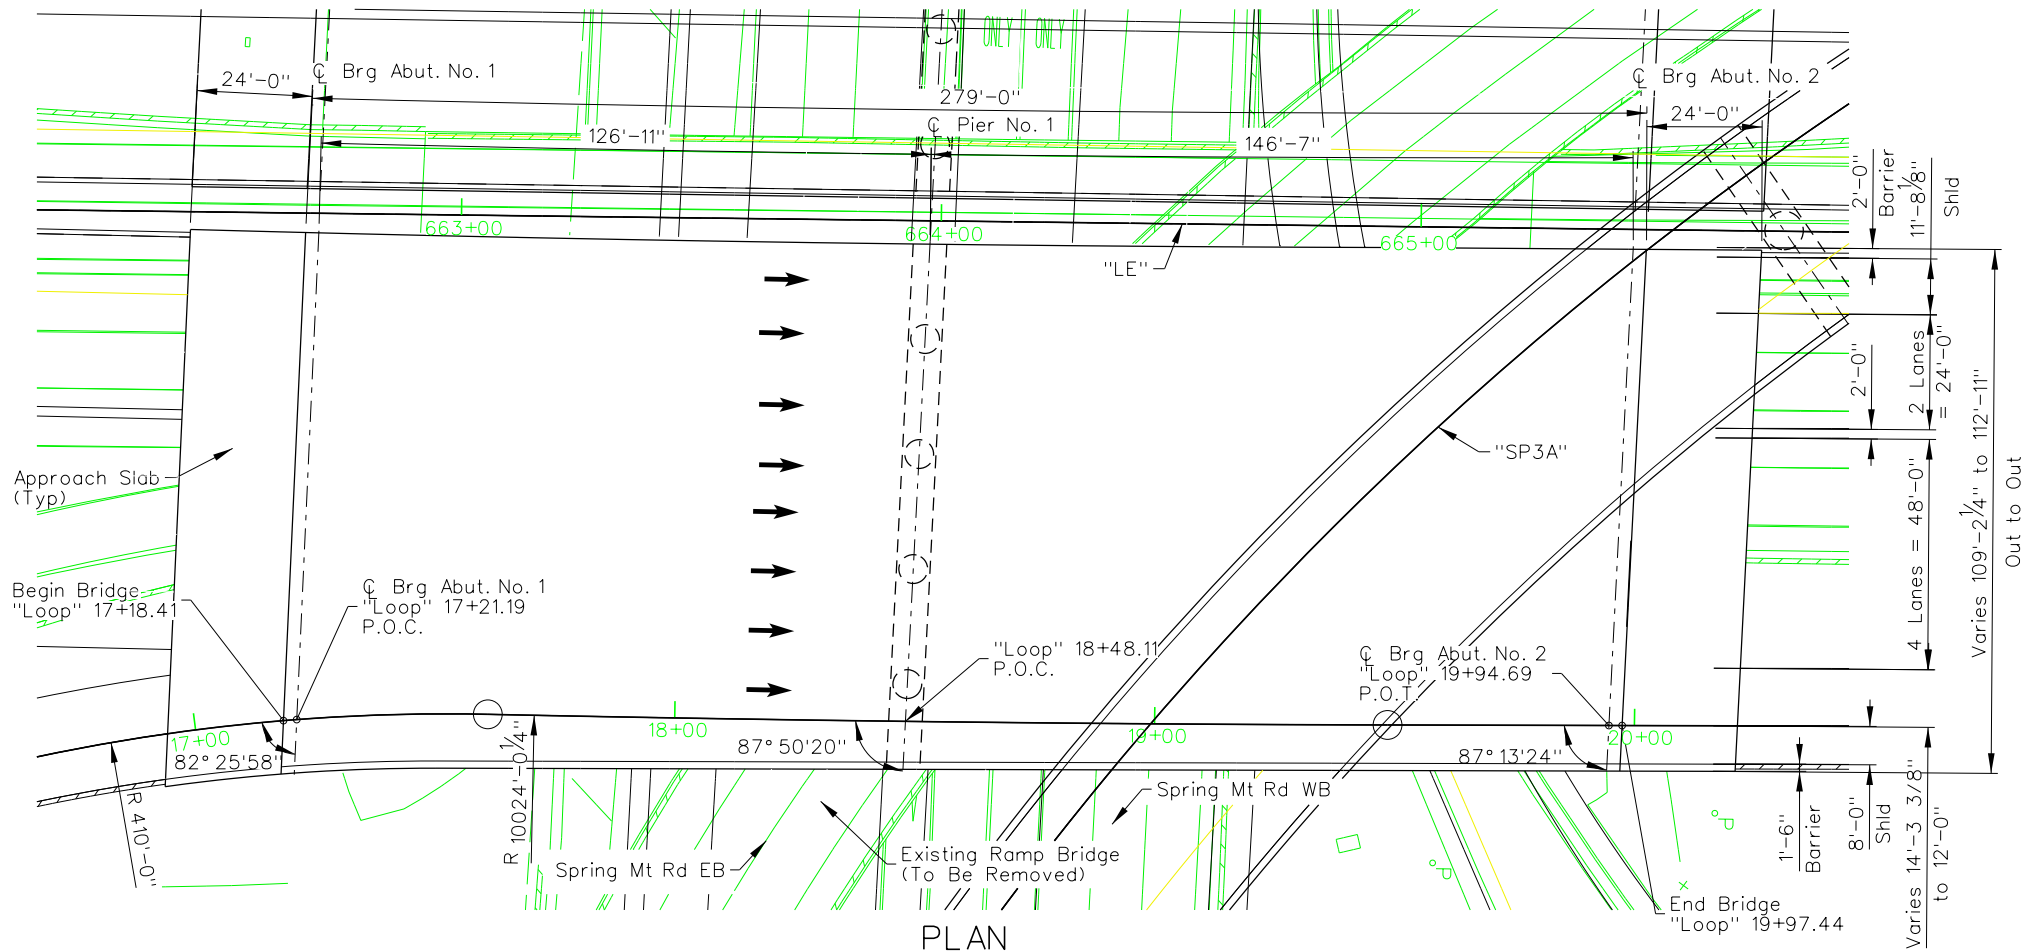 ONLY ONLY
24'-0"
℄ Brg Abut. No. 1
279'-0"
℄ Brg Abut. No. 2
24'-0"
126'-11"
℄ Pier No. 1
146'-7"
2'-0"
Barrier
11'-8 1/8"
Shld
663+00
664+00
665+00
"LE"
2 Lanes
= 24'-0"
2'-0"
"SP3A"
4 Lanes = 48'-0"
Varies 109'-2 1/4" to 112'-11"
Out to Out
Approach Slab
(Typ)
Begin Bridge
"Loop" 17+18.41
℄ Brg Abut. No. 1
"Loop" 17+21.19
P.O.C.
"Loop" 18+48.11
P.O.C.
℄ Brg Abut. No. 2
"Loop" 19+94.69
P.O.T.
17+00
18+00
19+00
20+00
82° 25'58"
87° 50'20"
87° 13'24"
R 410'-0"
R 10024'-0 1/4"
Spring Mt Rd EB
Existing Ramp Bridge
(To Be Removed)
Spring Mt Rd WB
P
P
1'-6"
Barrier
8'-0"
Shld
Varies 14'-3 3/8"
to 12'-0"
End Bridge
"Loop" 19+97.44
PLAN